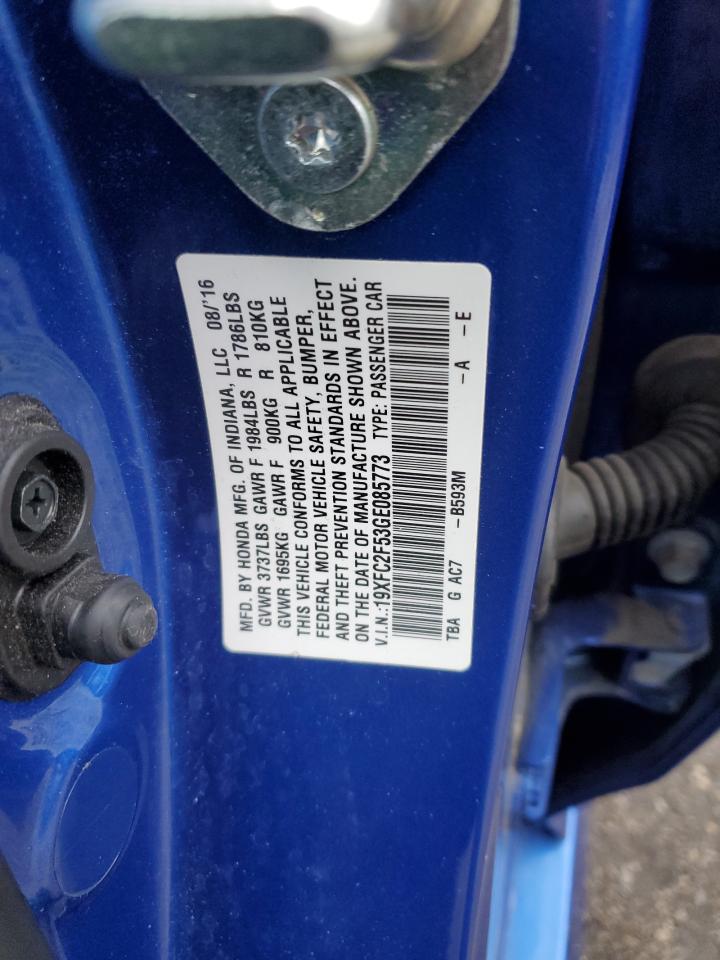 MFD. BY HONDA MFG. OF INDIANA, LLC 08/'16
GVWR 3737LBS GAWR F 1984LBS R 1786LBS
GVWR 1695KG GAWR F 900KG R 810KG
THIS VEHICLE CONFORMS TO ALL APPLICABLE
FEDERAL MOTOR VEHICLE SAFETY, BUMPER,
AND THEFT PREVENTION STANDARDS IN EFFECT
ON THE DATE OF MANUFACTURE SHOWN ABOVE.
V.I.N.:19XFC2F53GE085773 TYPE: PASSENGER CAR
TBA G AC7 -B593M -A -E